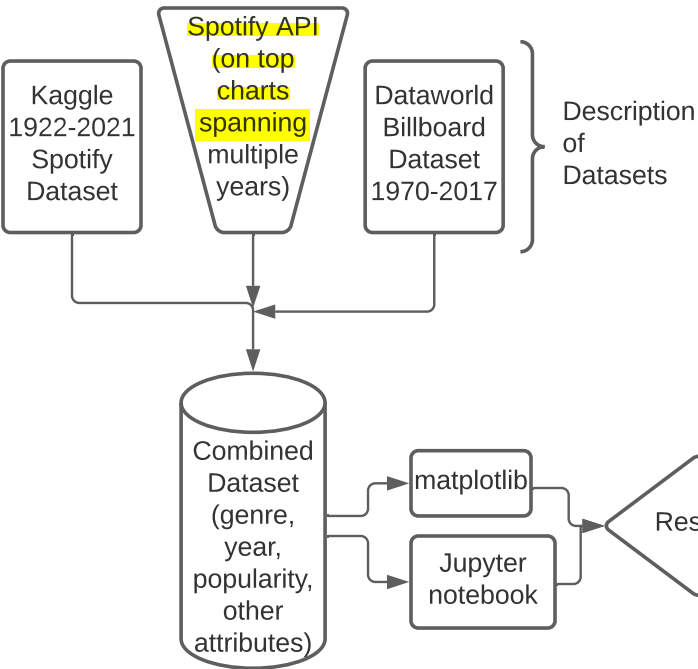 Kaggle
1922-2021
Spotify
Dataset
Spotify API
(on top
charts
spanning
multiple
years)
Dataworld
Billboard
Dataset
1970-2017
Description
of
Datasets
Combined
Dataset
(genre,
year,
popularity,
other
attributes)
matplotlib
Jupyter
notebook
Res